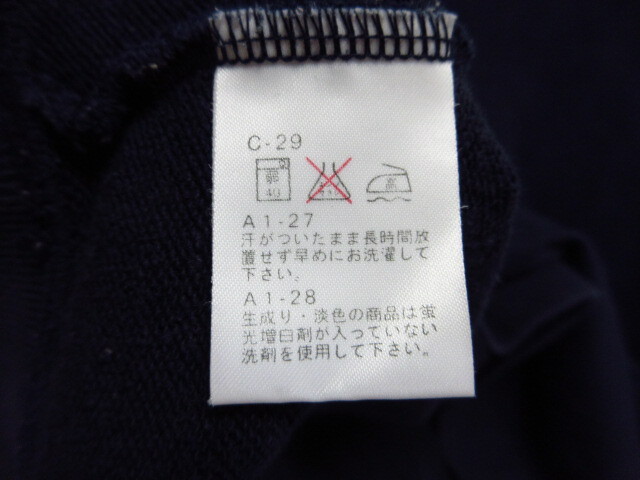 C-29
40
高
A1-27
汗がついたまま長時間放
置せず早めにお洗濯して
下さい。
A1-28
生成り・淡色の商品は蛍
光増白剤が入っていない
洗剤を使用して下さい。